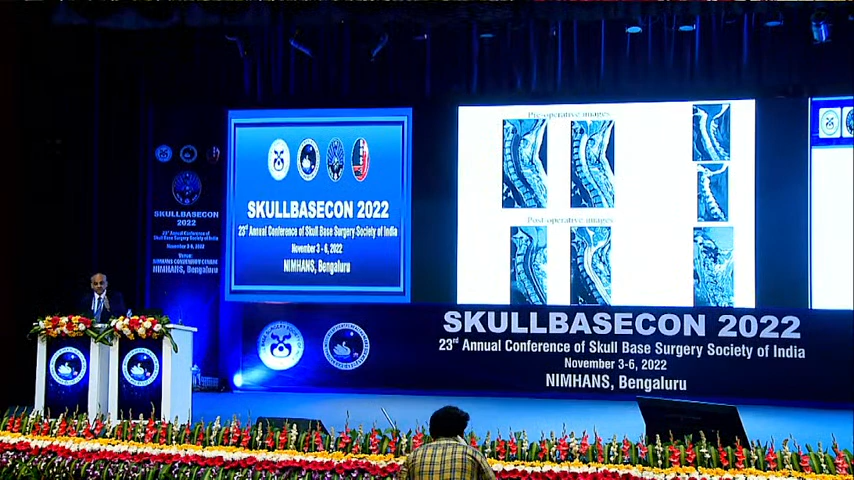 SKULLBASECON
2022
23rd Annual Conference of
Skull Base Surgery Society of India
November 3-6, 2022
Venue:
NIMHANS CONVENTION CENTRE
NIMHANS, Bengaluru
SKULLBASECON 2022
23rd Annual Conference of Skull Base Surgery Society of India
November 3 - 6, 2022
NIMHANS, Bengaluru
Pre-operative images
Post-operative images
SKULLBASECON 2022
23rd Annual Conference of Skull Base Surgery Society of India
November 3-6, 2022
NIMHANS, Bengaluru